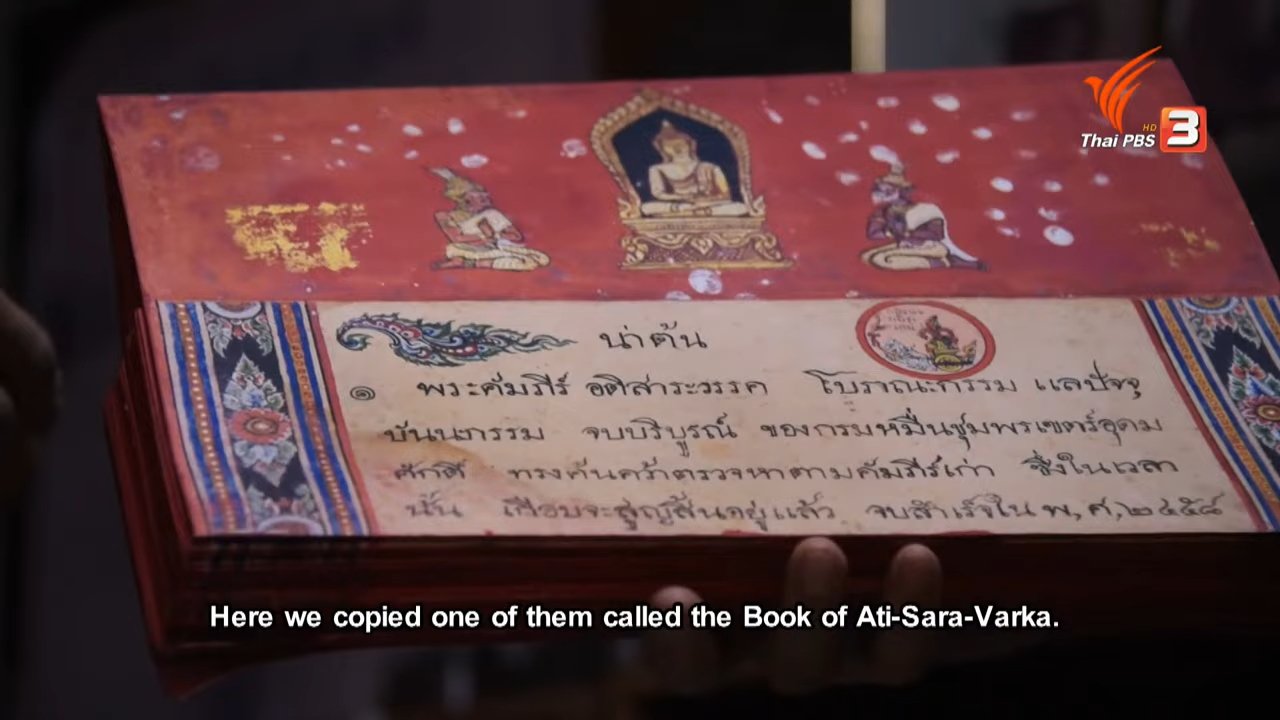 Thai PBS HD 3
น่าต้น
๑ พระคัมภีร์ อติสาระวรรค โบราณะกรรม แลปัจจุ
บันนะกรรม จบบริบูรณ์ ของกรมหมื่นชุมพรเขตร์อุดม
ศักดิ์ ทรงค้นคว้าตรวจหาตามคัมภีร์เก่า ซึ่งในเวลา
นั้น เกือบจะสูญสิ้นอยู่แล้ว จบสำเร็จใน พ,ศ,๒๔๕๘
Here we copied one of them called the Book of Ati-Sara-Varka.